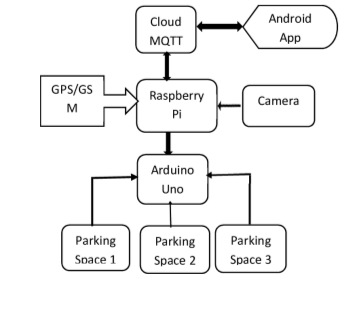 Cloud
MQTT
Android
App
GPS/GS
M
Raspberry
Pi
Camera
Arduino
Uno
Parking
Space 1
Parking
Space 2
Parking
Space 3